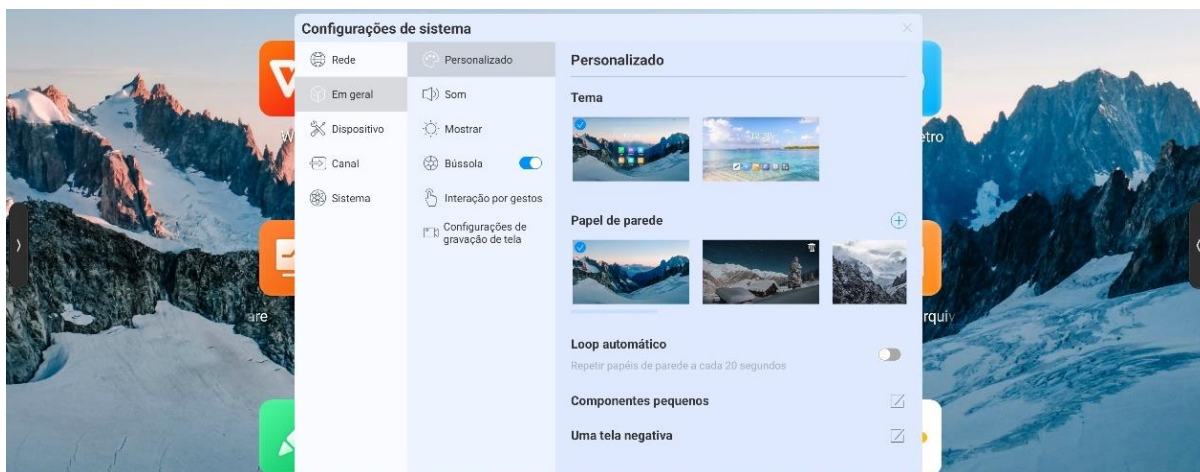 Configurações de sistema
Rede
Em geral
Dispositivo
Canal
Sistema
Personalizado
Som
Mostrar
Bússola
Interação por gestos
Configurações de
gravação de tela
Personalizado
Tema
Papel de parede
Loop automático
Repetir papéis de parede a cada 20 segundos
Componentes pequenos
Uma tela negativa
W
are
etro
rquiv